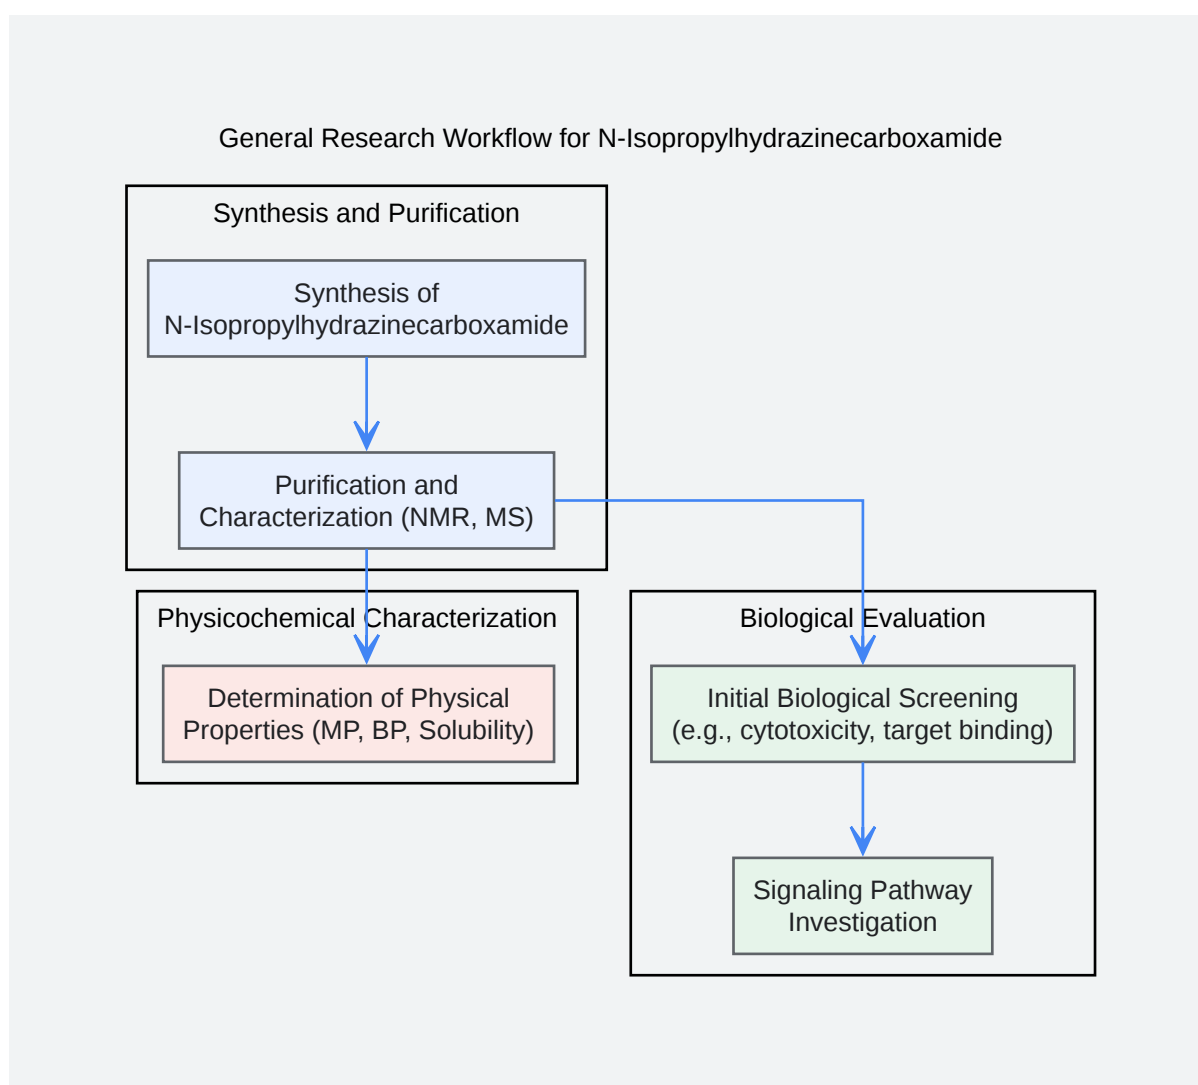 General Research Workflow for N-Isopropylhydrazinecarboxamide
Synthesis and Purification
Synthesis of
N-Isopropylhydrazinecarboxamide
Purification and
Characterization (NMR, MS)
Physicochemical Characterization
Determination of Physical
Properties (MP, BP, Solubility)
Biological Evaluation
Initial Biological Screening
(e.g., cytotoxicity, target binding)
Signaling Pathway
Investigation